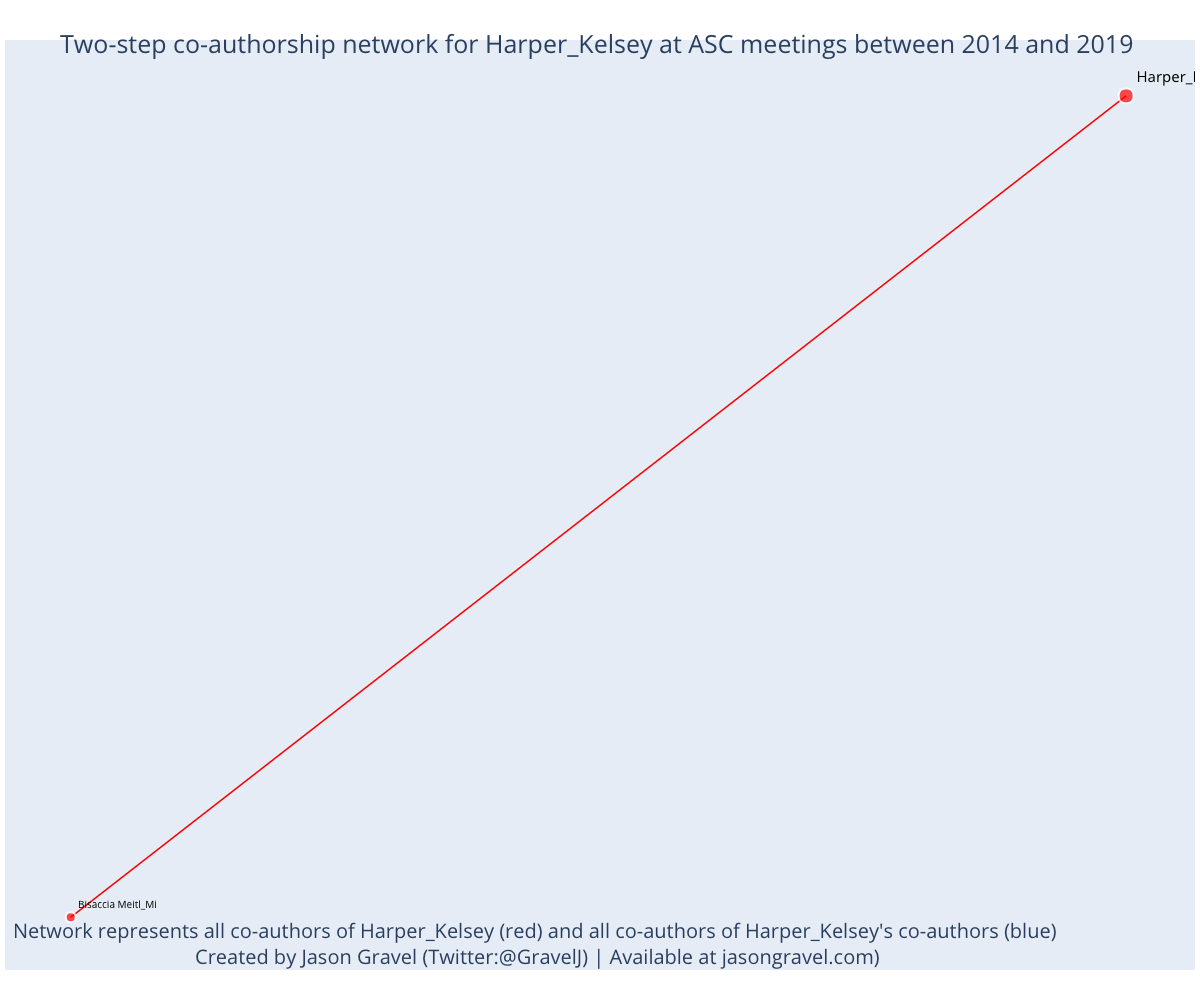 Two-step co-authorship network for Harper_Kelsey at ASC meetings between 2014 and 2019
Harper_
Bisaccia Meitl_Mi
Network represents all co-authors of Harper_Kelsey (red) and all co-authors of Harper_Kelsey's co-authors (blue)
Created by Jason Gravel (Twitter:@GravelJ) | Available at jasongravel.com)